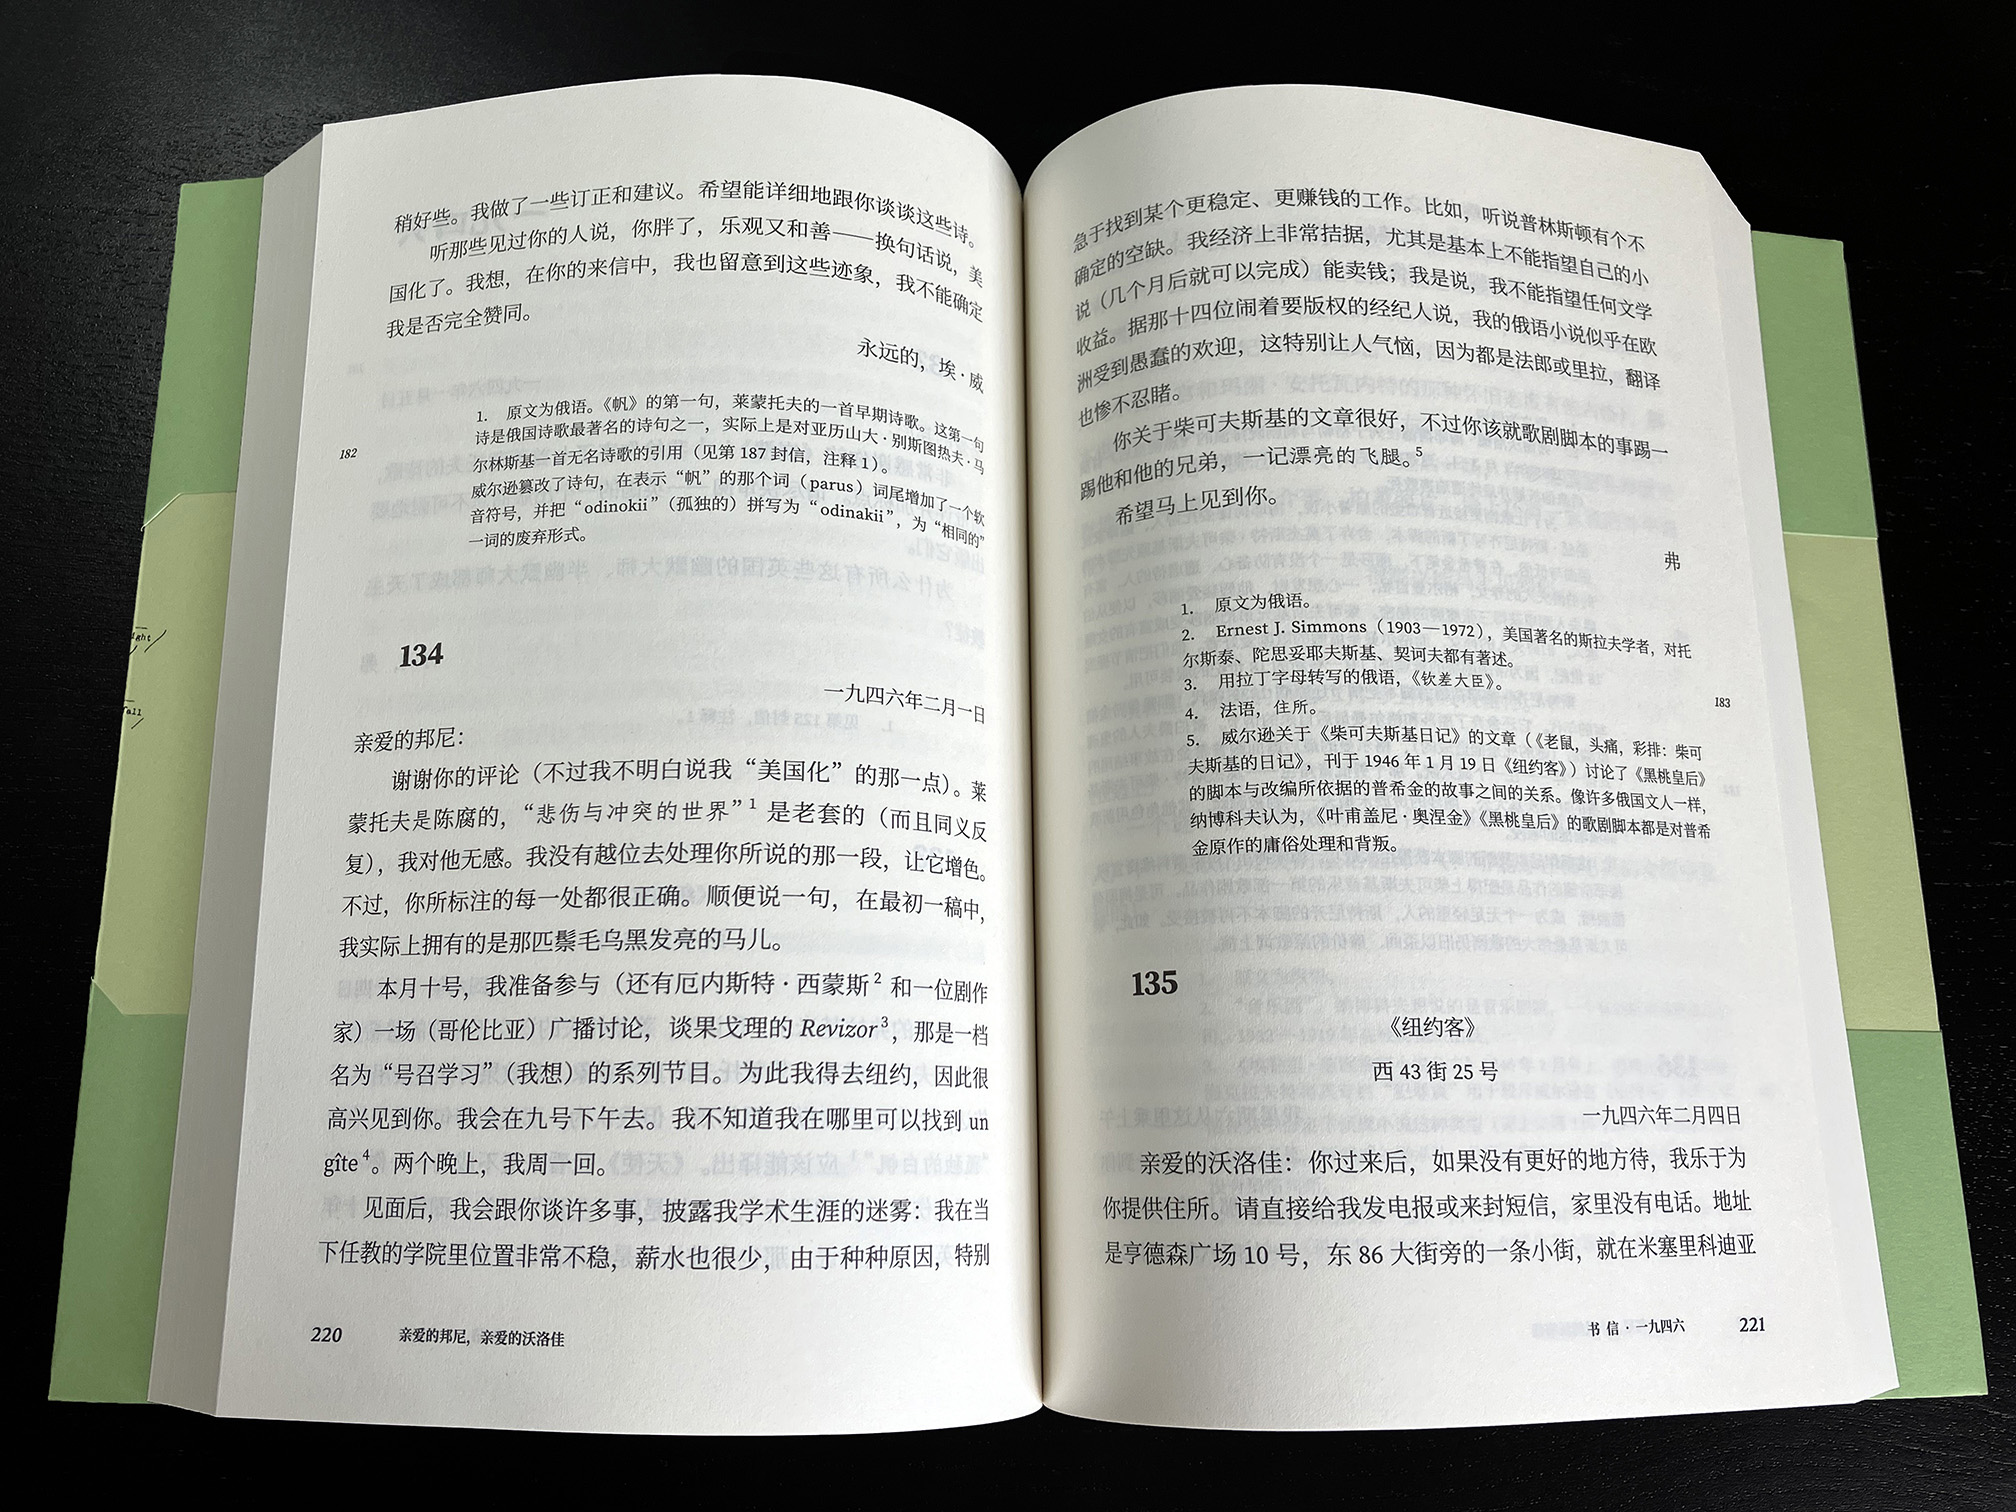 稍好些。我做了一些订正和建议。希望能详细地跟你谈谈这些诗。
听那些见过你的人说，你胖了，乐观又和善——换句话说，美
国化了。我想，在你的来信中，我也留意到这些迹象，我不能确定
我是否完全赞同。
永远的，埃·威
1. 原文为俄语。《帆》的第一句，莱蒙托夫的一首早期诗歌。这第一句
诗是俄国诗歌最著名的诗句之一，实际上是对亚历山大·别斯图热夫·马
182
尔林斯基一首无名诗歌的引用（见第 187 封信，注释 1）。
威尔逊篡改了诗句，在表示“帆”的那个词（parus）词尾增加了一个软
音符号，并把“odinokii”（孤独的）拼写为“odinakii”，为“相同的”
一词的废弃形式。
134
一九四六年二月一日
亲爱的邦尼：
谢谢你的评论（不过我不明白说我“美国化”的那一点）。莱
蒙托夫是陈腐的，“悲伤与冲突的世界”1 是老套的（而且同义反
复），我对他无感。我没有越位去处理你所说的那一段，让它增色。
不过，你所标注的每一处都很正确。顺便说一句，在最初一稿中，
我实际上拥有的是那匹鬃毛乌黑发亮的马儿。
本月十号，我准备参与（还有厄内斯特·西蒙斯2 和一位剧作
家）一场（哥伦比亚）广播讨论，谈果戈理的 Revizor3，那是一档
名为“号召学习”（我想）的系列节目。为此我得去纽约，因此很
高兴见到你。我会在九号下午去。我不知道我在哪里可以找到 un
gîte4。两个晚上，我周一回。
见面后，我会跟你谈许多事，披露我学术生涯的迷雾：我在当
下任教的学院里位置非常不稳，薪水也很少，由于种种原因，特别
220 亲爱的邦尼，亲爱的沃洛佳
急于找到某个更稳定、更赚钱的工作。比如，听说普林斯顿有个不
确定的空缺。我经济上非常拮据，尤其是基本上不能指望自己的小
说（几个月后就可以完成）能卖钱；我是说，我不能指望任何文学
收益。据那十四位闹着要版权的经纪人说，我的俄语小说似乎在欧
洲受到愚蠢的欢迎，这特别让人气恼，因为都是法郎或里拉，翻译
也惨不忍睹。
你关于柴可夫斯基的文章很好，不过你该就歌剧脚本的事踢一
踢他和他的兄弟，一记漂亮的飞腿。5
希望马上见到你。
弗
1. 原文为俄语。
2. Ernest J. Simmons（1903—1972），美国著名的斯拉夫学者，对托
尔斯泰、陀思妥耶夫斯基、契诃夫都有著述。
3. 用拉丁字母转写的俄语，《钦差大臣》。
4. 法语，住所。
183
5. 威尔逊关于《柴可夫斯基日记》的文章（《老鼠，头痛，彩排：柴可
夫斯基的日记》，刊于 1946 年 1 月 19 日《纽约客》）讨论了《黑桃皇后》
的脚本与改编所依据的普希金的故事之间的关系。像许多俄国文人一样，
纳博科夫认为，《叶甫盖尼·奥涅金》《黑桃皇后》的歌剧脚本都是对普希
金原作的庸俗处理和背叛。
135
《纽约客》
西 43 街 25 号
一九四六年二月四日
亲爱的沃洛佳：你过来后，如果没有更好的地方待，我乐于为
你提供住所。请直接给我发电报或来封短信，家里没有电话。地址
是亨德森广场 10 号，东 86 大街旁的一条小街，就在米塞里科迪亚
书信·一九四六 221